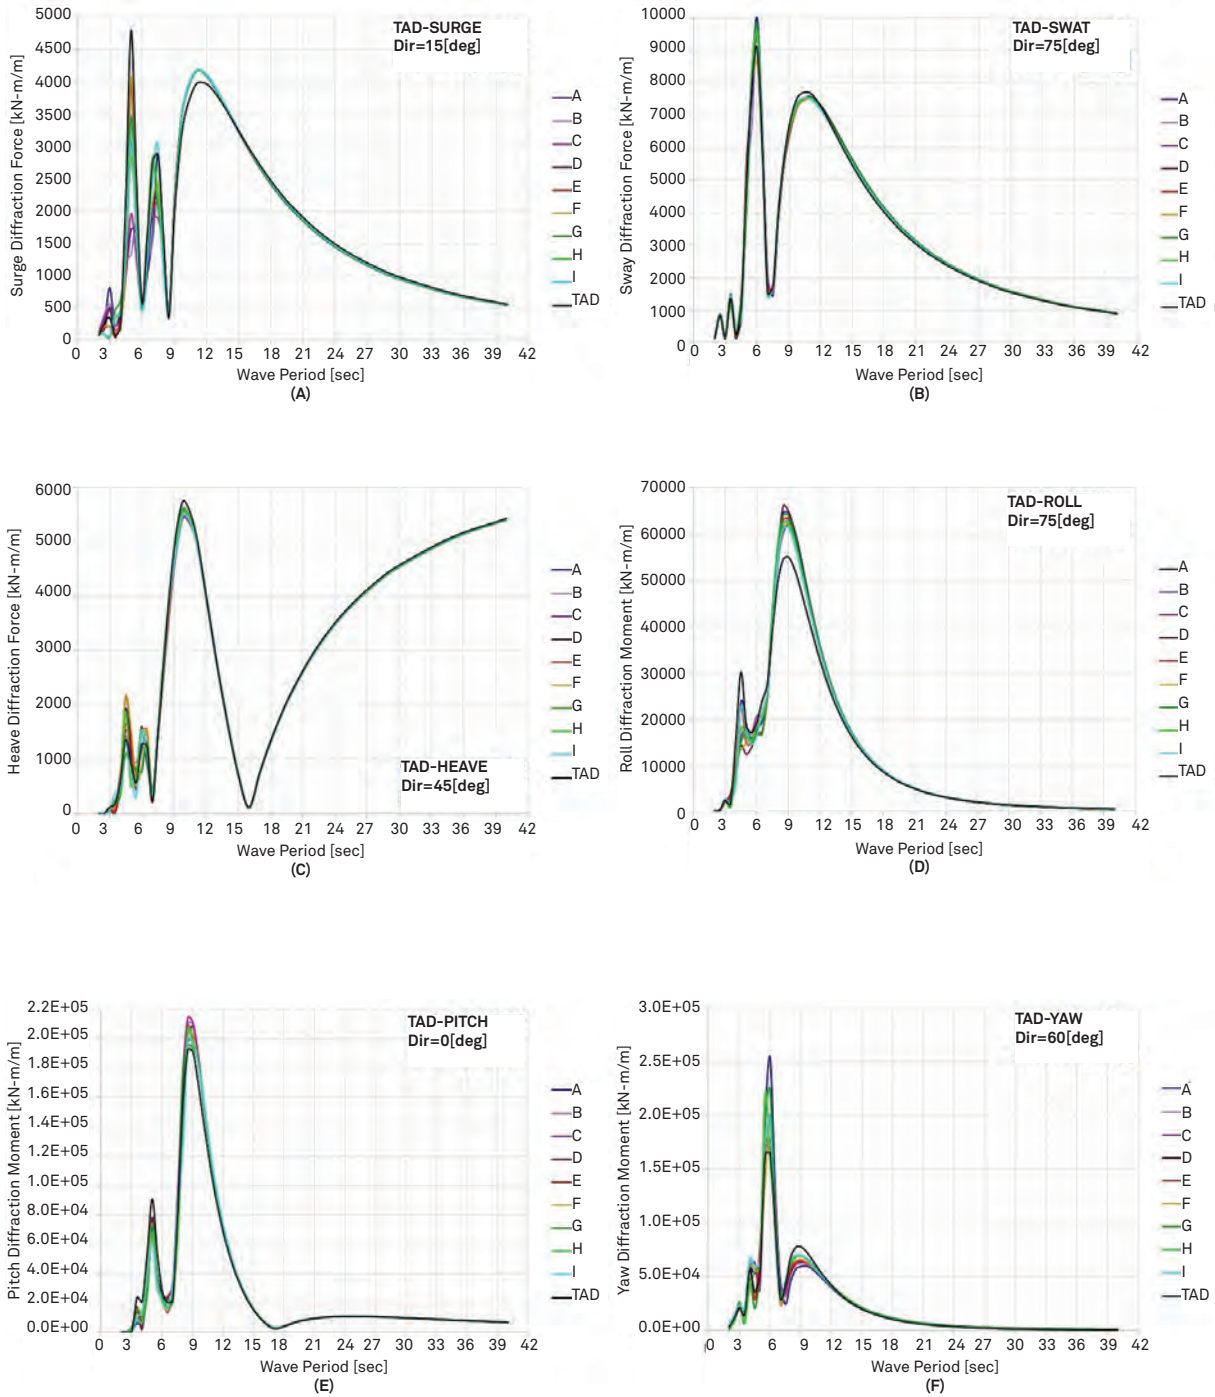 TAD-SURGE
Dir=15[deg]
Surge Diffraction Force [kN-m/m]
5000
4500
4000
3500
3000
2500
2000
1500
1000
500
0
0 3 6 9 12 15 18 21 24 27 30 33 36 39 42
Wave Period [sec]
(A)
A
B
C
D
E
F
G
H
I
TAD
TAD-SWAT
Dir=75[deg]
Sway Diffraction Force [kN-m/m]
10000
9000
8000
7000
6000
5000
4000
3000
2000
1000
0
0 3 6 9 12 15 18 21 24 27 30 33 36 39 42
Wave Period [sec]
(B)
A
B
C
D
E
F
G
H
I
TAD
TAD-HEAVE
Dir=45[deg]
Heave Diffraction Force [kN-m/m]
6000
5000
4000
3000
2000
1000
0
0 3 6 9 12 15 18 21 24 27 30 33 36 39 42
Wave Period [sec]
(C)
A
B
C
D
E
F
G
H
I
TAD
TAD-ROLL
Dir=75[deg]
Roll Diffraction Moment [kN-m/m]
70000
60000
50000
40000
30000
20000
10000
0
0 3 6 9 12 15 18 21 24 27 30 33 36 39 42
Wave Period [sec]
(D)
A
B
C
D
E
F
G
H
I
TAD
TAD-PITCH
Dir=0[deg]
Pitch Diffraction Moment [kN-m/m]
2.2E+05
2.0E+05
1.8E+05
1.6E+05
1.4E+05
1.2E+05
1.0E+05
8.0E+04
6.0E+04
4.0E+04
2.0E+04
0.0E+00
0 3 6 9 12 15 18 21 24 27 30 33 36 39 42
Wave Period [sec]
(E)
A
B
C
D
E
F
G
H
I
TAD
TAD-YAW
Dir=60[deg]
Yaw Diffraction Moment [kN-m/m]
3.0E+05
2.5E+05
2.0E+05
1.5E+05
1.0E+05
5.0E+04
0.0E+00
0 3 6 9 12 15 18 21 24 27 30 33 36 39 42
Wave Period [sec]
(F)
A
B
C
D
E
F
G
H
I
TAD